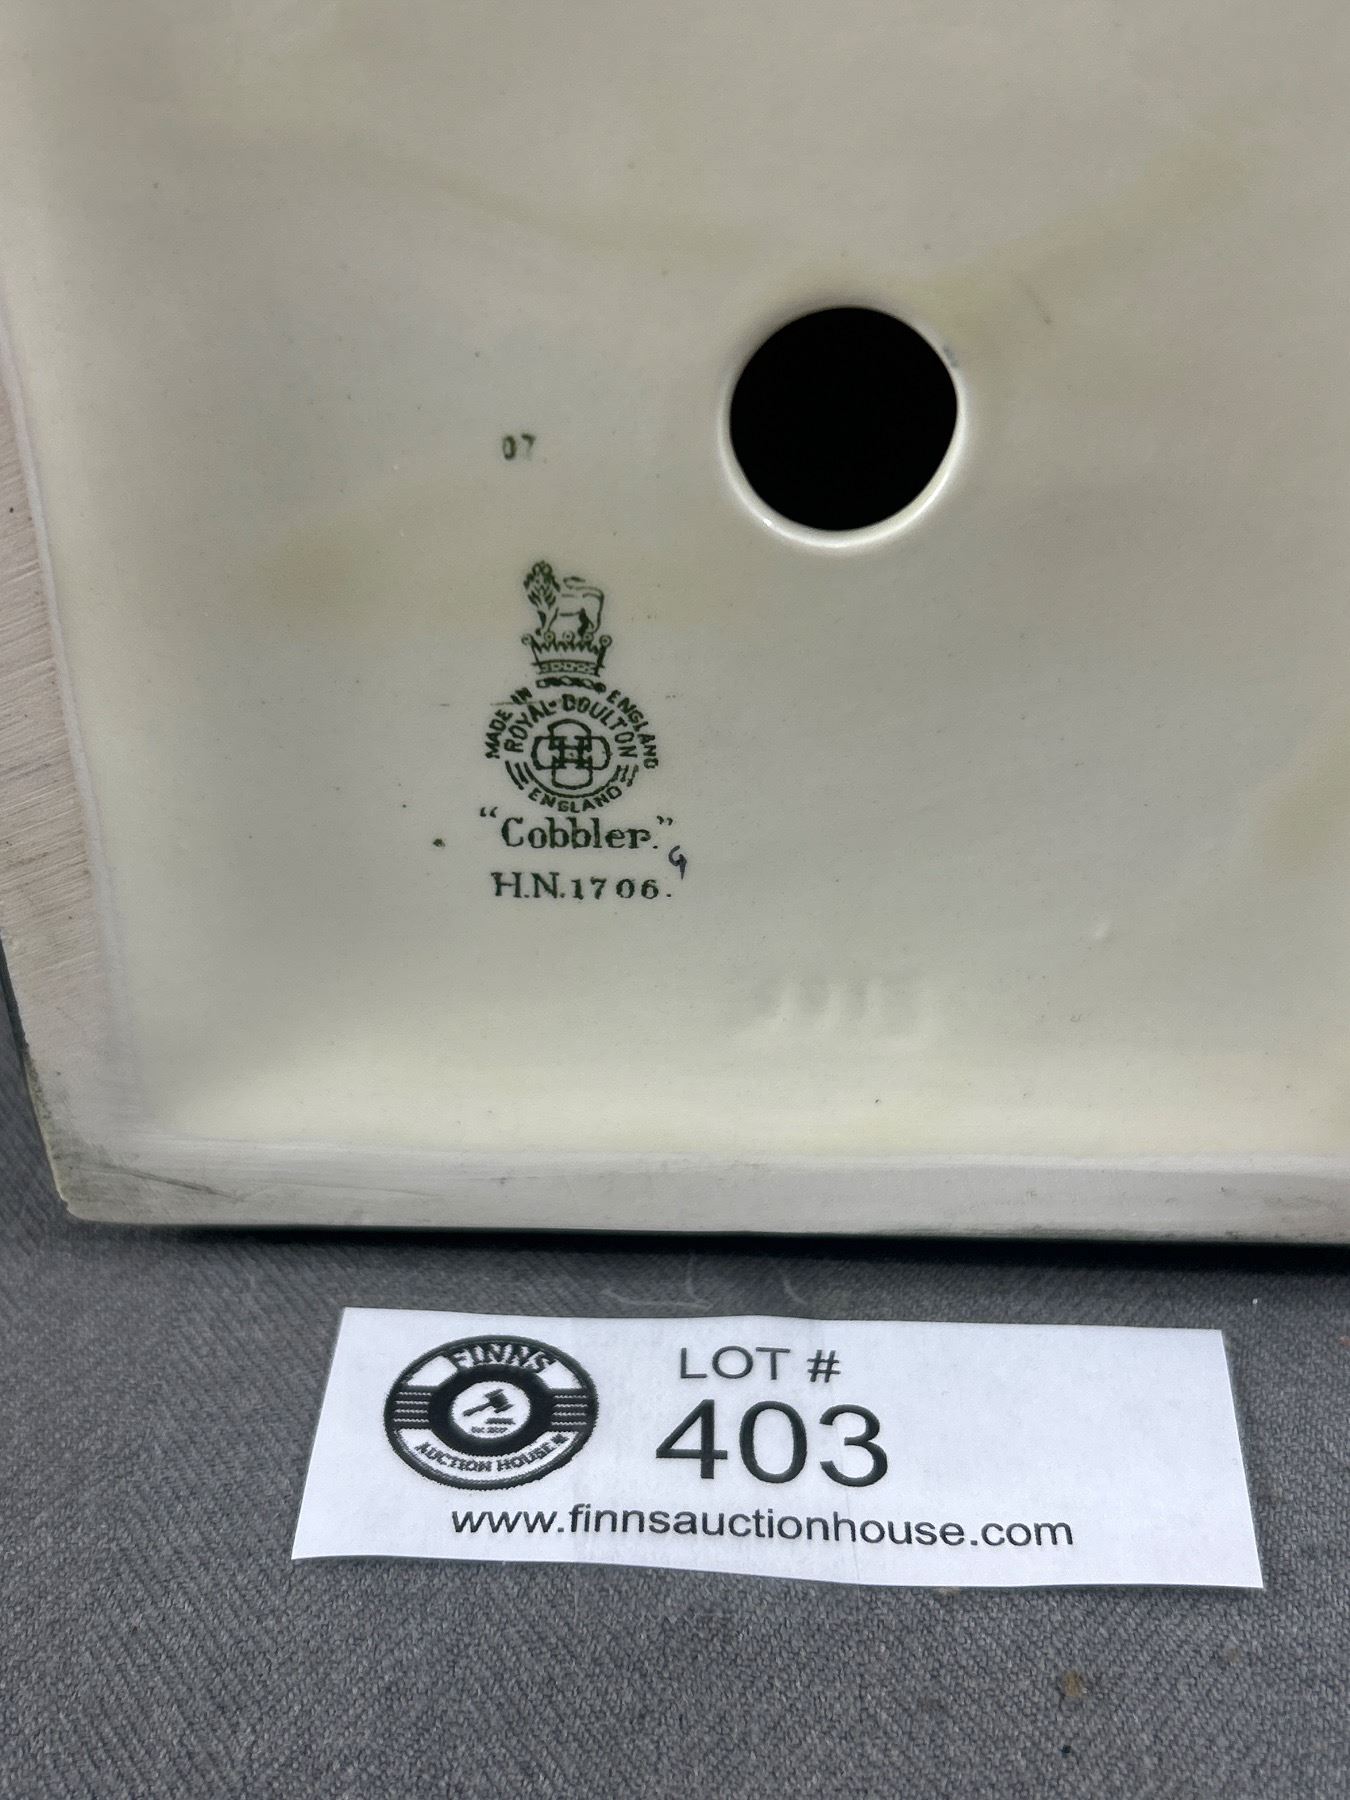 07
MADE IN ENGLAND
ROYAL·DOULTON
ENGLAND
"Cobbler."
G
H.N.1706.
FINNS
AUCTION HOUSE
LOT #
403
www.finnsauctionhouse.com